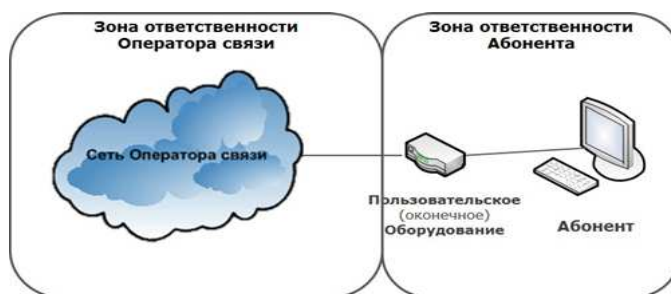 Зона ответственности
Оператора связи
Зона ответственности
Абонента
Сеть Оператора связи
Пользовательское
(оконечное)
Оборудование
Абонент